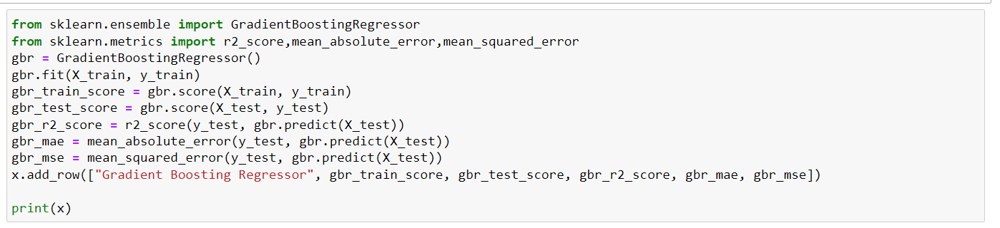 from sklearn.ensemble import GradientBoostingRegressor
from sklearn.metrics import r2_score,mean_absolute_error,mean_squared_error
gbr = GradientBoostingRegressor()
gbr.fit(X_train, y_train)
gbr_train_score = gbr.score(X_train, y_train)
gbr_test_score = gbr.score(X_test, y_test)
gbr_r2_score = r2_score(y_test, gbr.predict(X_test))
gbr_mae = mean_absolute_error(y_test, gbr.predict(X_test))
gbr_mse = mean_squared_error(y_test, gbr.predict(X_test))
x.add_row(["Gradient Boosting Regressor", gbr_train_score, gbr_test_score, gbr_r2_score, gbr_mae, gbr_mse])
print(x)